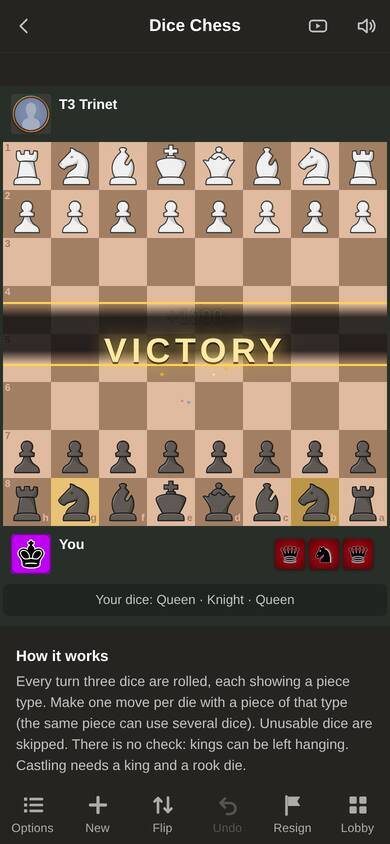 Dice Chess
T3 Trinet
1
2
3
4
5
VICTORY
6
7
8
h g f e d c b a
You
Your dice: Queen · Knight · Queen
How it works
Every turn three dice are rolled, each showing a piece
type. Make one move per die with a piece of that type
(the same piece can use several dice). Unusable dice are
skipped. There is no check: kings can be left hanging.
Castling needs a king and a rook die.
Options New Flip Undo Resign Lobby